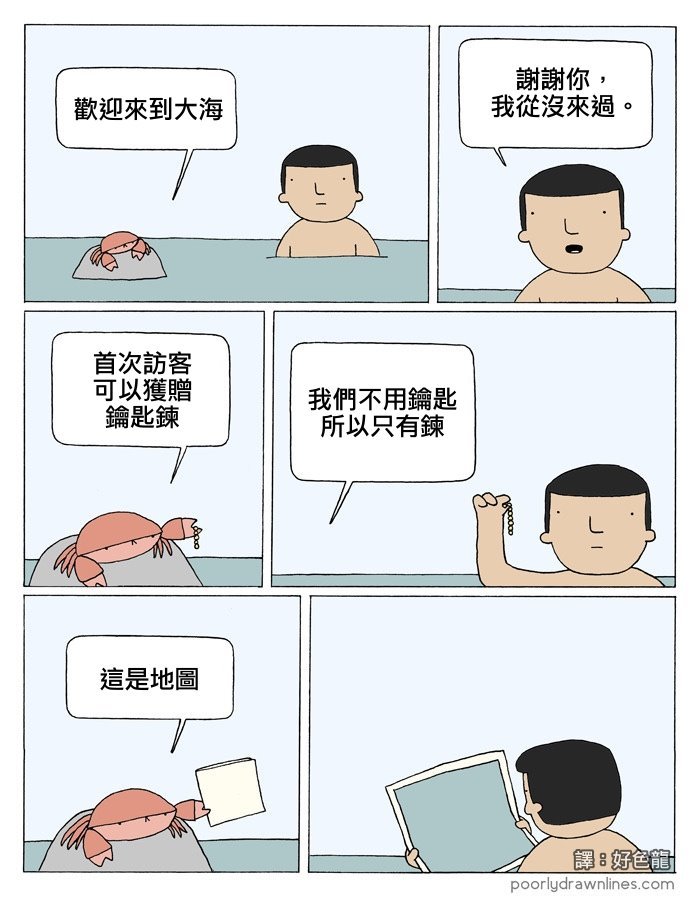 歡迎來到大海
謝謝你，
我從沒來過。
首次訪客
可以獲贈
鑰匙鍊
我們不用鑰匙
所以只有鍊
這是地圖
譯：好色龍
poorlydrawnlines.com